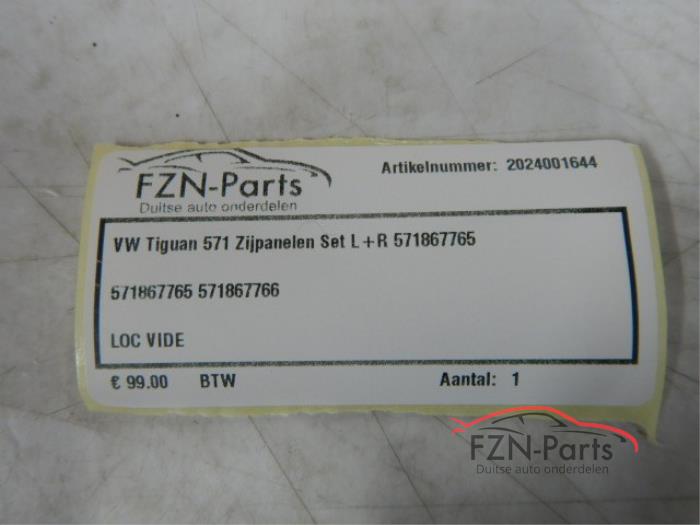 FZN-Parts
Duitse auto onderdelen
Artikelnummer: 2024001644
VW Tiguan 571 Zijpanelen Set L+R 571867765
571867765 571867766
LOC VIDE
€ 99.00 BTW Aantal: 1
FZN-Parts
Duitse auto onderdelen